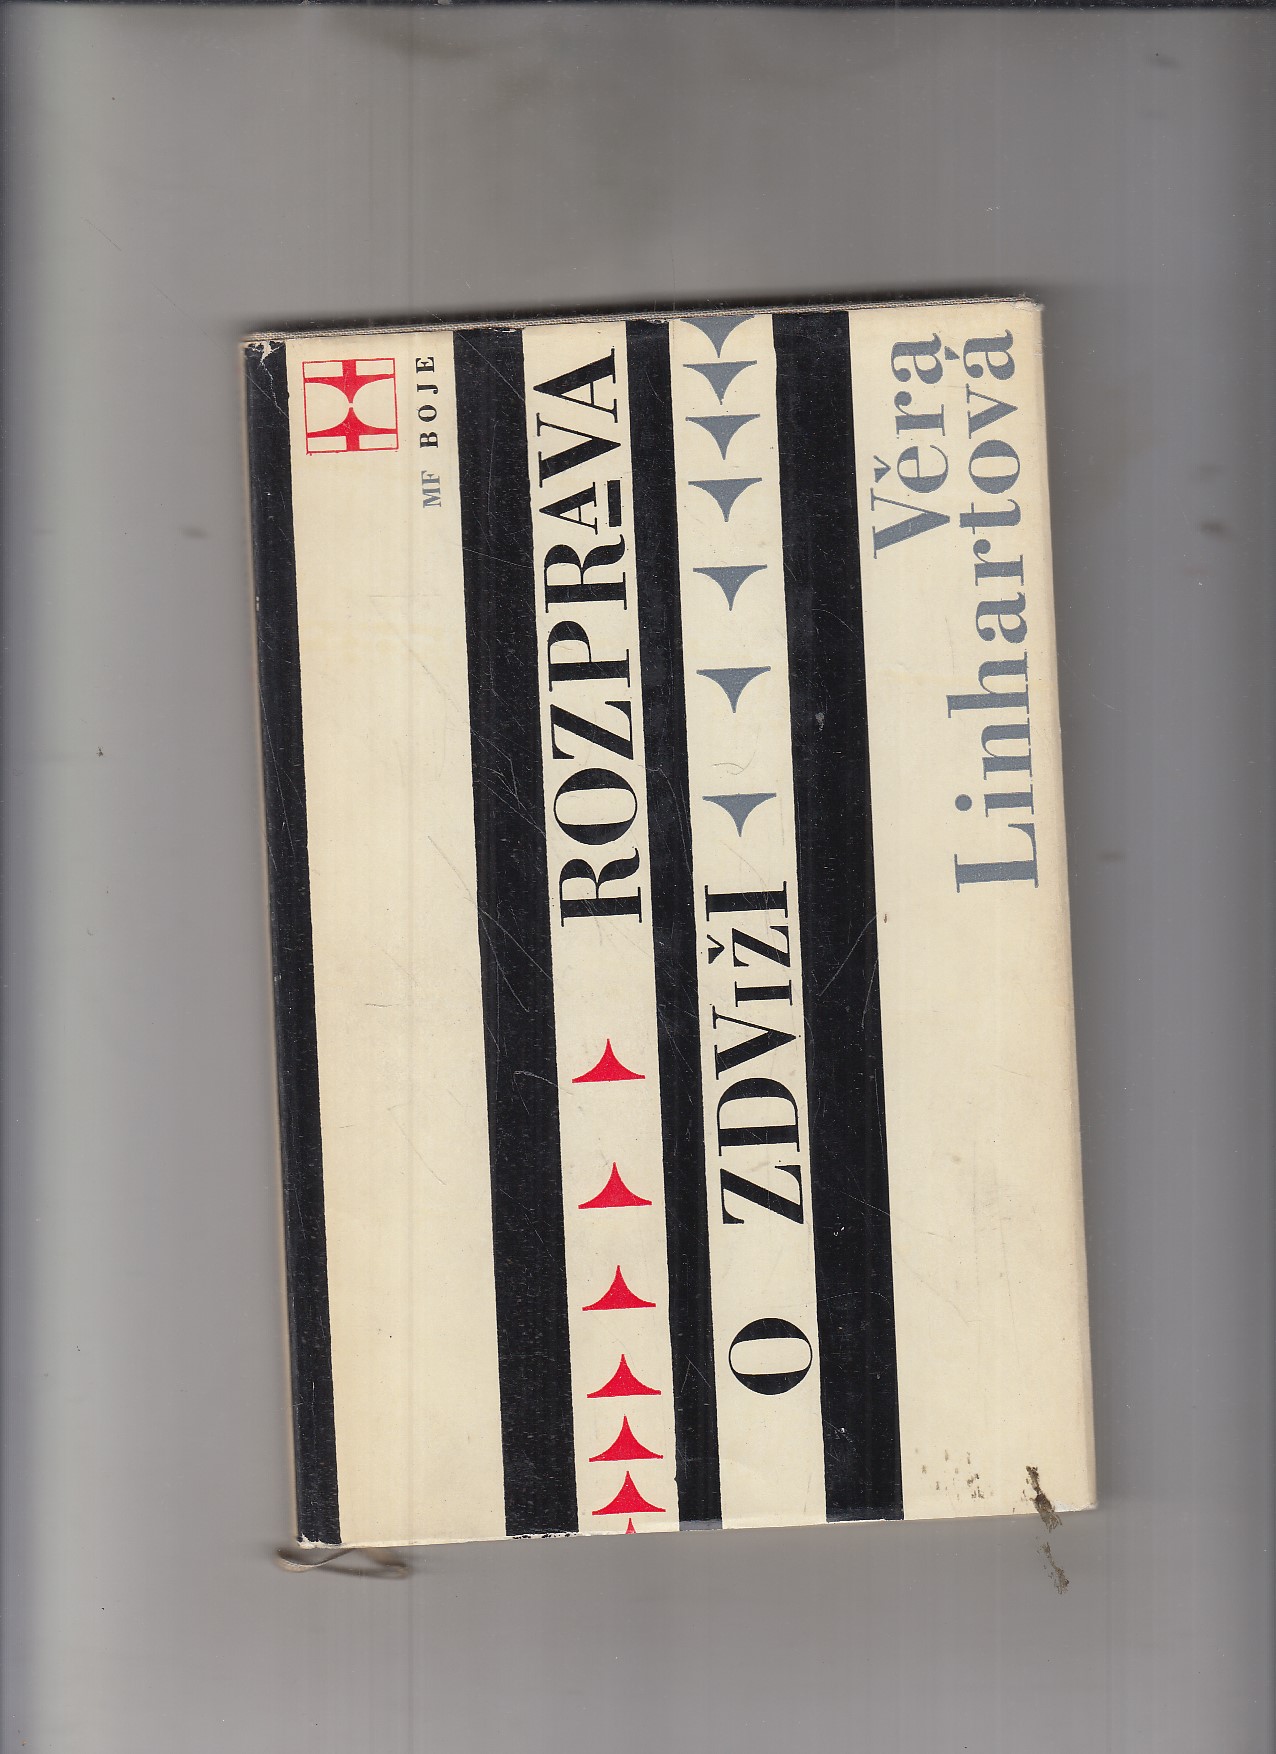 MF BOJE
ROZPRAVA
O ZDVIŽI
Věra
Linhartová